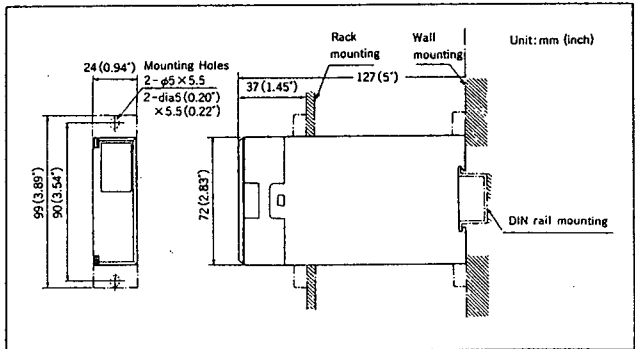 Unit: mm (inch)
Rack
mounting
Wall
mounting
24 (0.94")
Mounting Holes
2-φ5×5.5
2-dia5 (0.20")
×5.5 (0.22")
127 (5")
37 (1.45")
99 (3.89")
90 (3.54")
72 (2.83")
DIN rail mounting